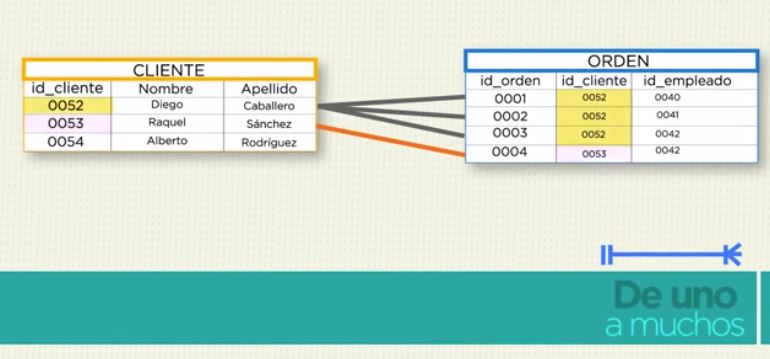 CLIENTE
id_cliente Nombre Apellido
0052 Diego Caballero
0053 Raquel Sánchez
0054 Alberto Rodríguez
ORDEN
id_orden id_cliente id_empleado
0001 0052 0040
0002 0052 0041
0003 0052 0042
0004 0053 0042
De uno
a muchos